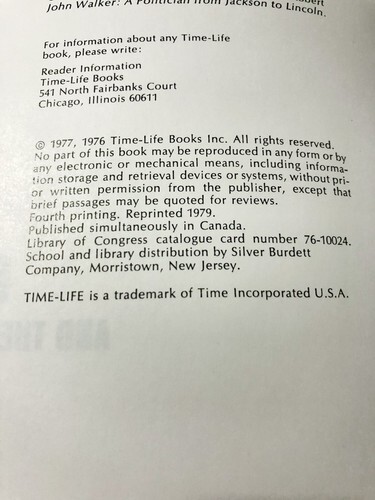 John Walker: A Politician from Jackson to Lincoln.
For information about any Time-Life
book, please write:
Reader Information
Time-Life Books
541 North Fairbanks Court
Chicago, Illinois 60611
© 1977, 1976 Time-Life Books Inc. All rights reserved.
No part of this book may be reproduced in any form or by
any electronic or mechanical means, including informa-
tion storage and retrieval devices or systems, without pri-
or written permission from the publisher, except that
brief passages may be quoted for reviews.
Fourth printing. Reprinted 1979.
Published simultaneously in Canada.
Library of Congress catalogue card number 76-10024.
School and library distribution by Silver Burdett
Company, Morristown, New Jersey.
TIME-LIFE is a trademark of Time Incorporated U.S.A.